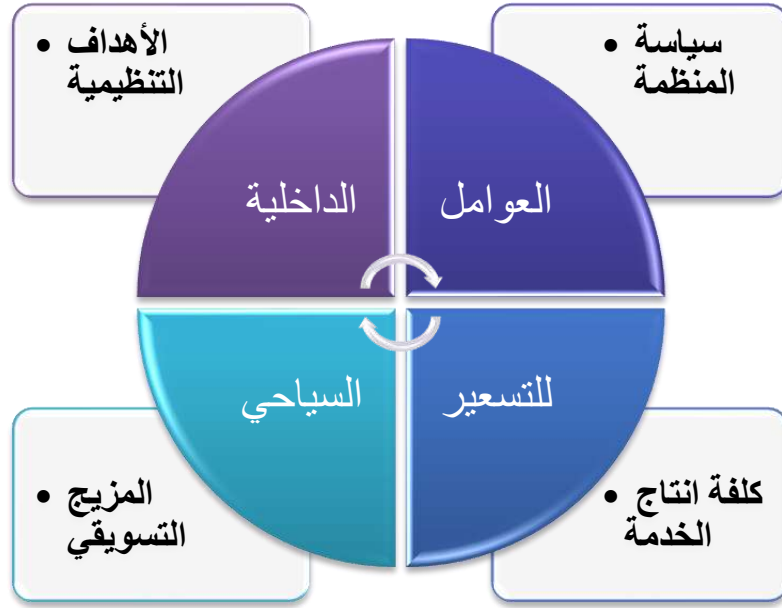 • سياسة
المنظمة
• الأهداف
التنظيمية
العوامل
الداخلية
للتسعير
السياحي
• كلفة انتاج
الخدمة
• المزيج
التسويقي